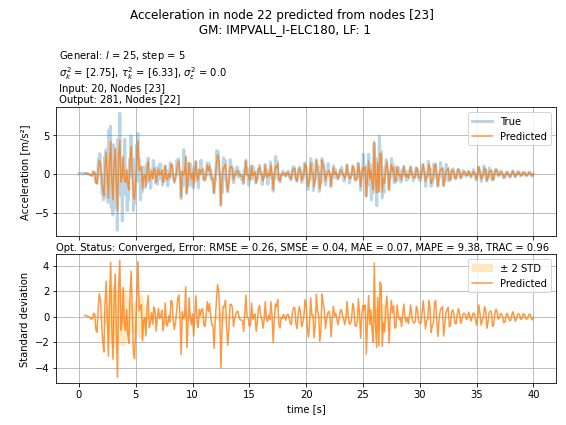 Acceleration in node 22 predicted from nodes [23]
GM: IMPVALL_I-ELC180, LF: 1
General: l = 25, step = 5
σ²ₖ = [2.75], τ²ₖ = [6.33], σ²ε = 0.0
Input: 20, Nodes [23]
Output: 281, Nodes [22]
Acceleration [m/s²]
5
0
−5
True
Predicted
Opt. Status: Converged, Error: RMSE = 0.26, SMSE = 0.04, MAE = 0.07, MAPE = 9.38, TRAC = 0.96
Standard deviation
4
2
0
−2
−4
± 2 STD
Predicted
0 5 10 15 20 25 30 35 40
time [s]